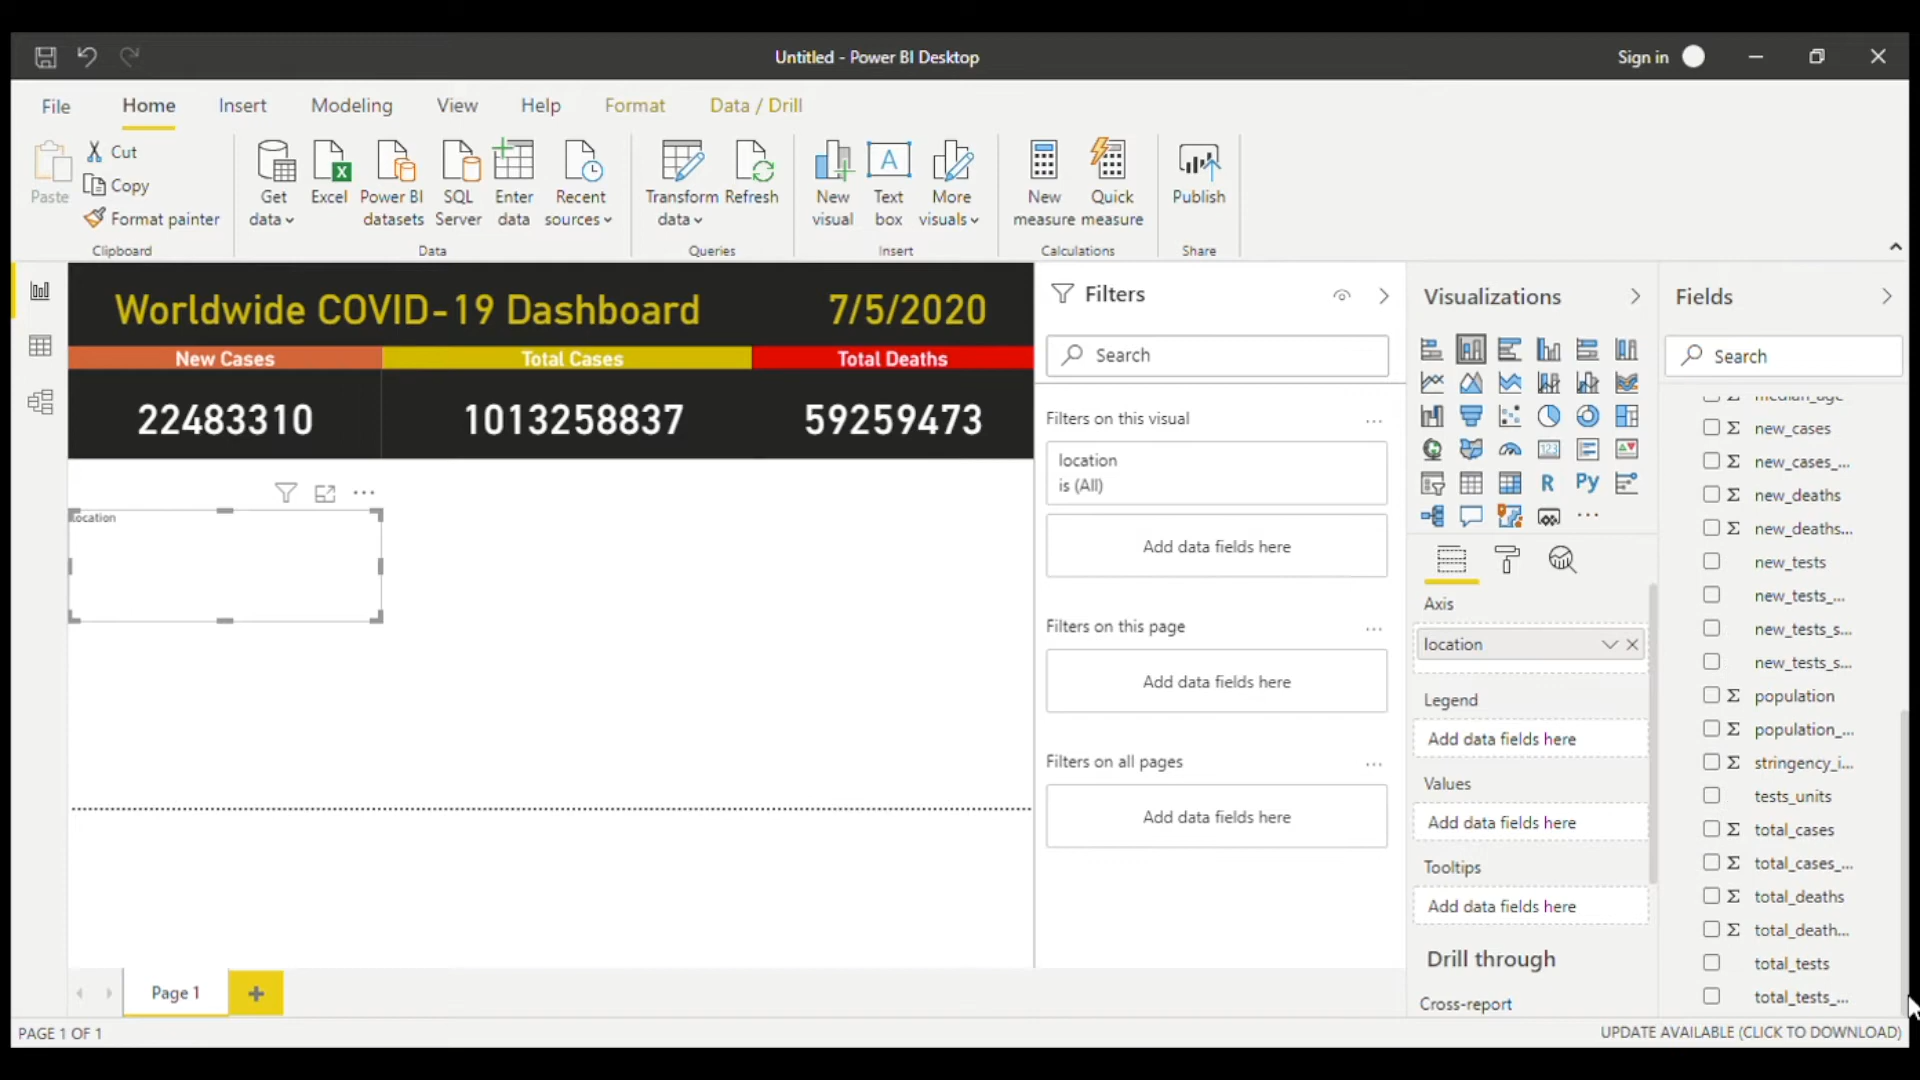 Untitled - Power BI Desktop
Sign in
File
Home
Insert
Modeling
View
Help
Format
Data / Drill
Paste
Cut
Copy
Format painter
Clipboard
Get data
Excel
Power BI datasets
SQL Server
Enter data
Recent sources
Data
Transform data
Refresh
Queries
New visual
Text box
More visuals
Insert
New measure
Quick measure
Calculations
Publish
Share
Worldwide COVID-19 Dashboard
7/5/2020
New Cases
Total Cases
Total Deaths
22483310
1013258837
59259473
location
Filters
Search
Filters on this visual
location
is (All)
Add data fields here
Filters on this page
Add data fields here
Filters on all pages
Add data fields here
Visualizations
123
R
Py
Axis
location
Legend
Add data fields here
Values
Add data fields here
Tooltips
Add data fields here
Drill through
Cross-report
Fields
Search
median_age
Σ new_cases
Σ new_cases_...
Σ new_deaths
Σ new_deaths...
new_tests
new_tests_...
new_tests_s...
new_tests_s...
Σ population
Σ population_...
Σ stringency_i...
tests_units
Σ total_cases
Σ total_cases_...
Σ total_deaths
Σ total_death...
total_tests
total_tests_...
Page 1
PAGE 1 OF 1
UPDATE AVAILABLE (CLICK TO DOWNLOAD)